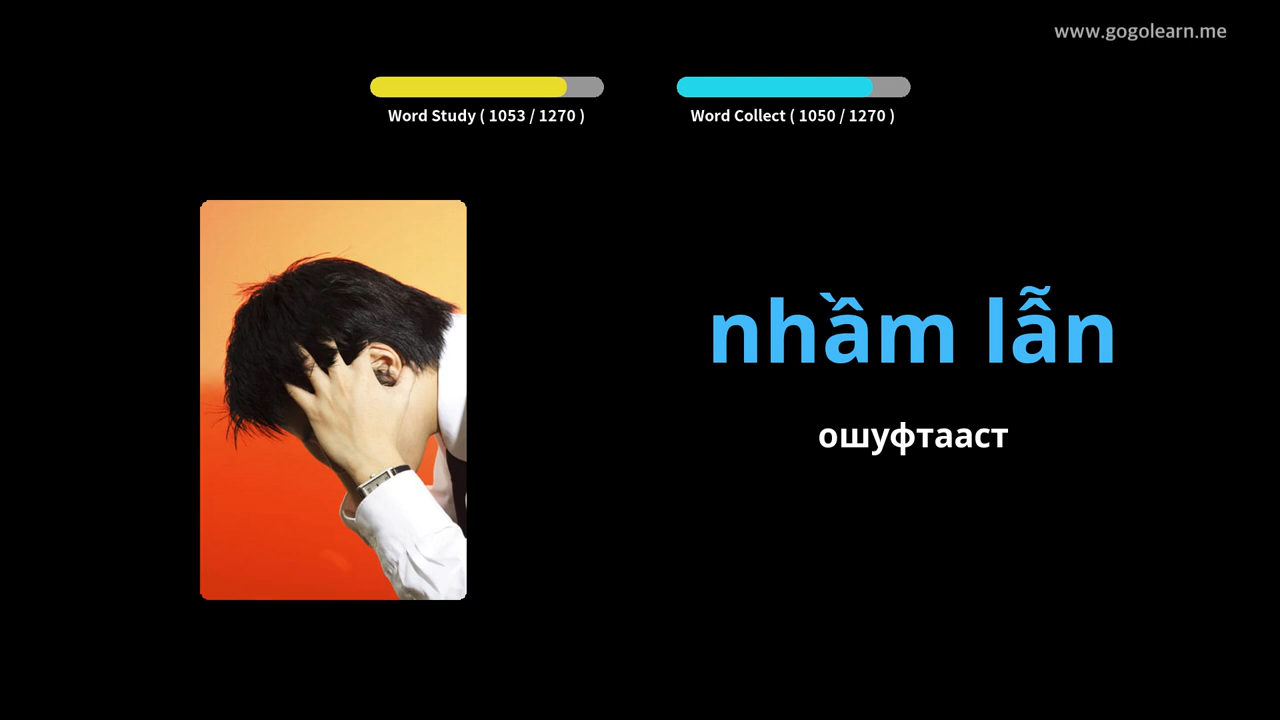 www.gogolearn.me
Word Study ( 1053 / 1270 )
Word Collect ( 1050 / 1270 )
nhầm lẫn
ошуфтааст